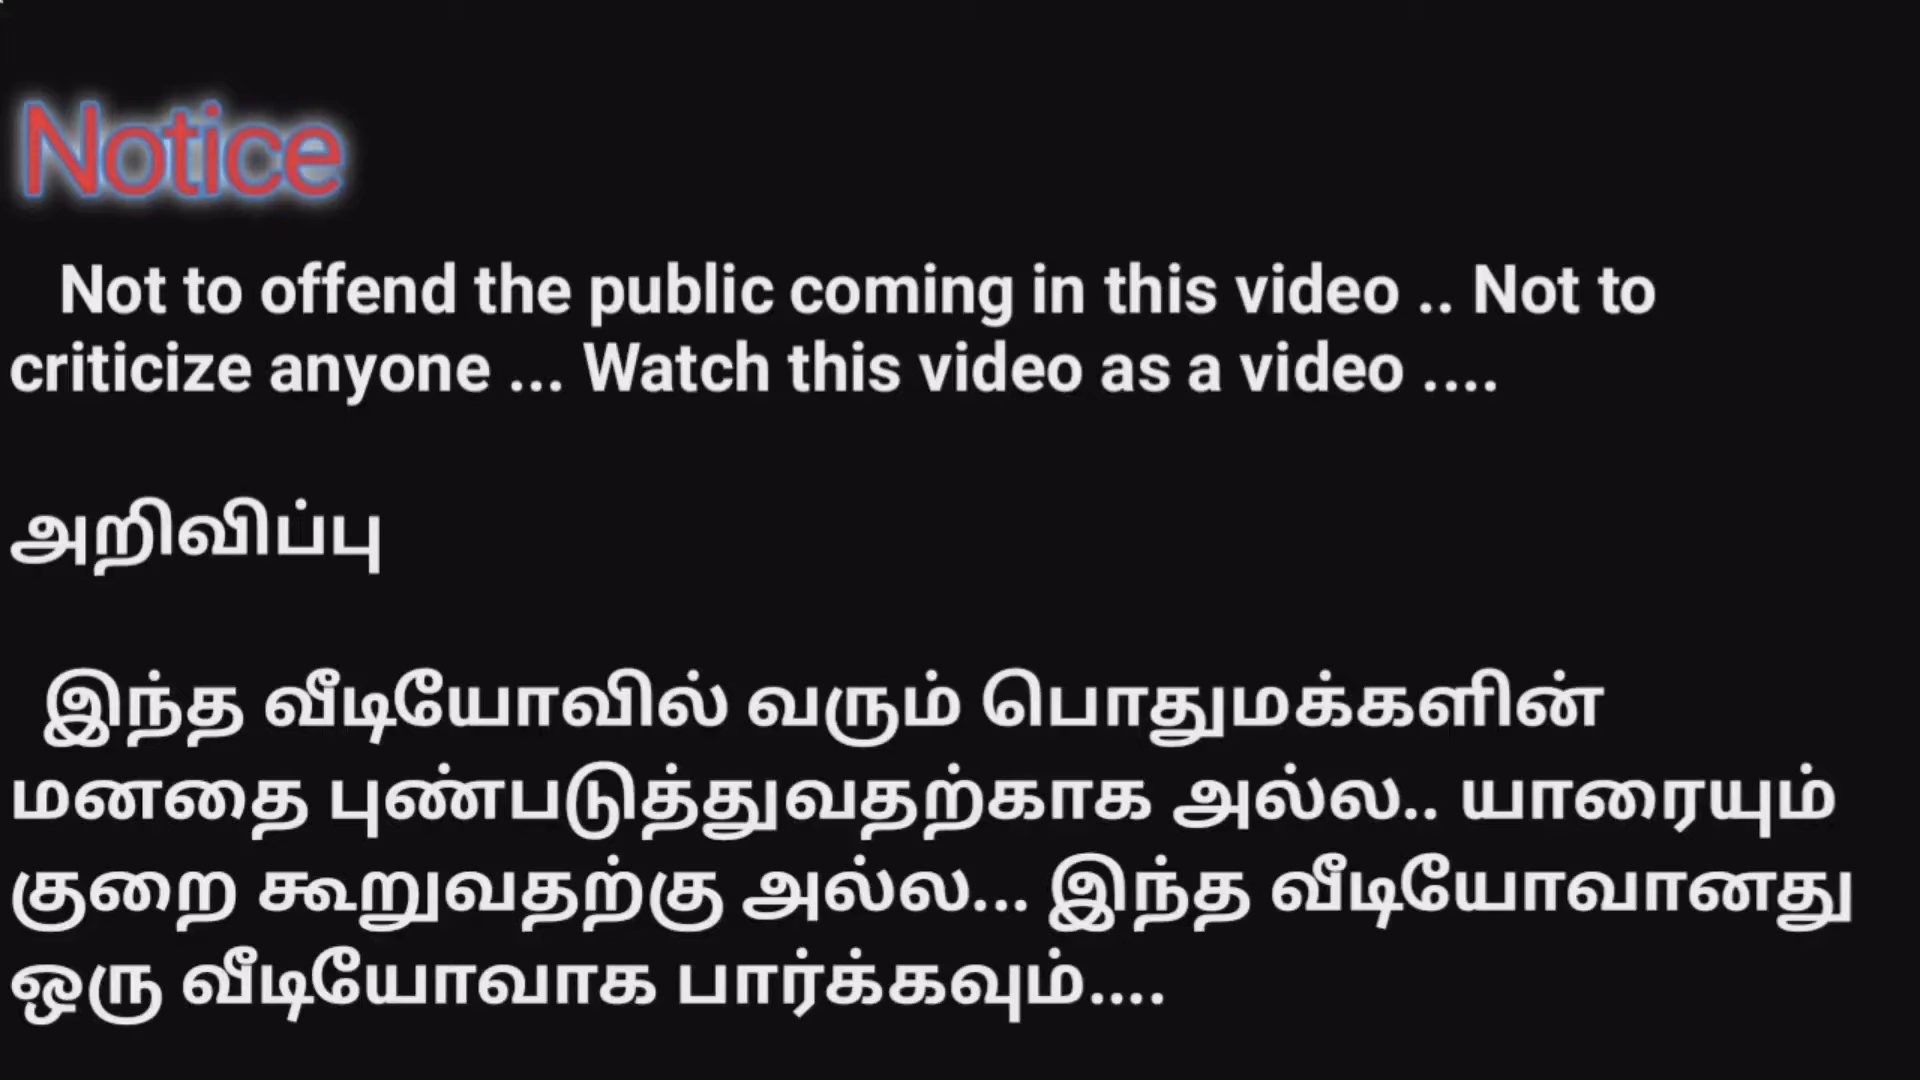 Notice
Not to offend the public coming in this video .. Not to
criticize anyone ... Watch this video as a video ....
அறிவிப்பு
இந்த வீடியோவில் வரும் பொதுமக்களின்
மனதை புண்படுத்துவதற்காக அல்ல.. யாரையும்
குறை கூறுவதற்கு அல்ல... இந்த வீடியோவானது
ஒரு வீடியோவாக பார்க்கவும்....